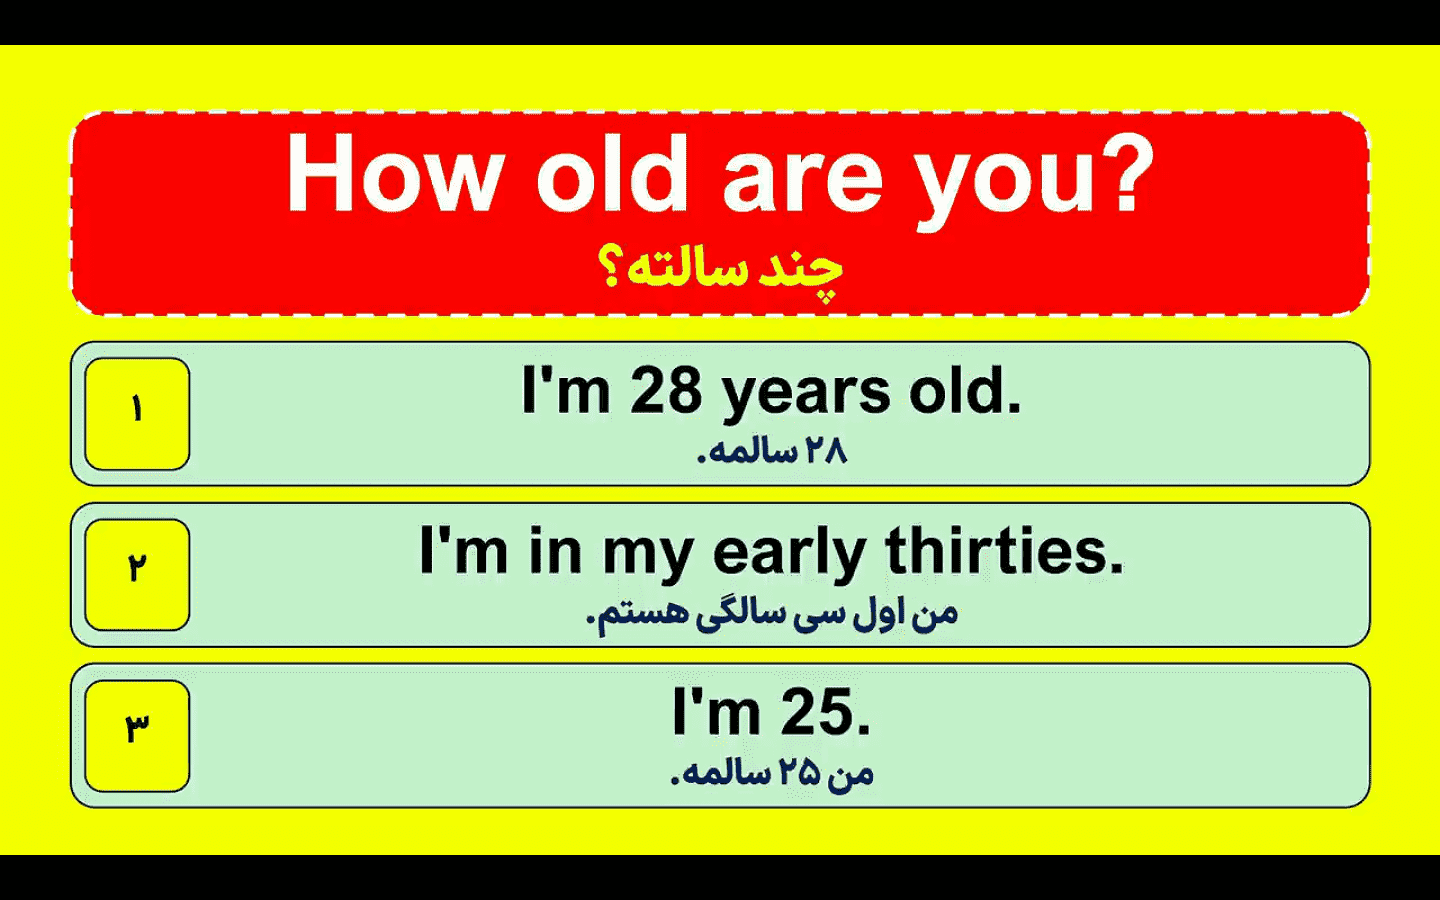 How old are you?
چند سالته؟
۱
I'm 28 years old.
۲۸ سالمه.
۲
I'm in my early thirties.
من اول سی سالگی هستم.
۳
I'm 25.
من ۲۵ سالمه.